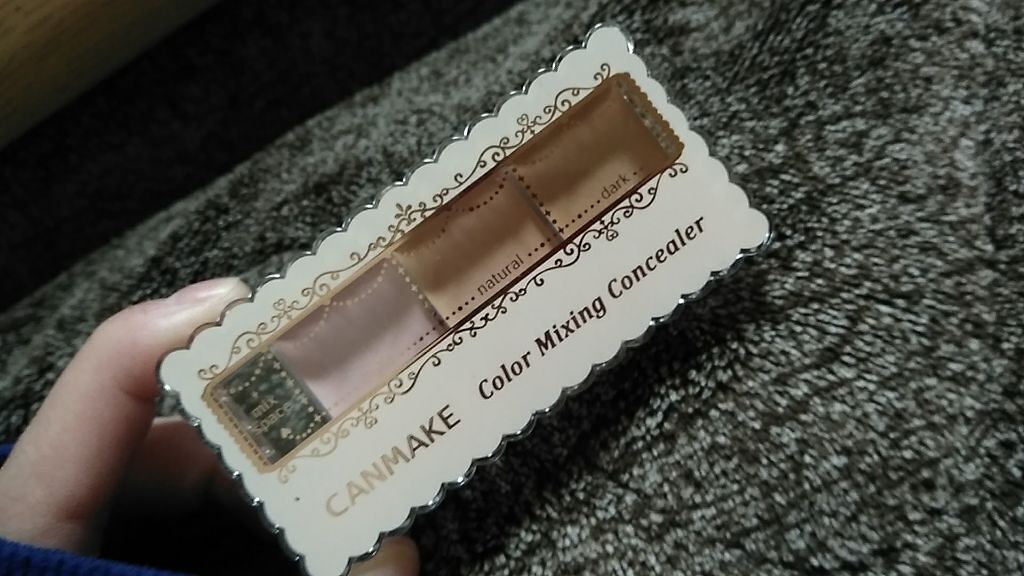 dark
natural
CANMAKE Color Mixing Concealer